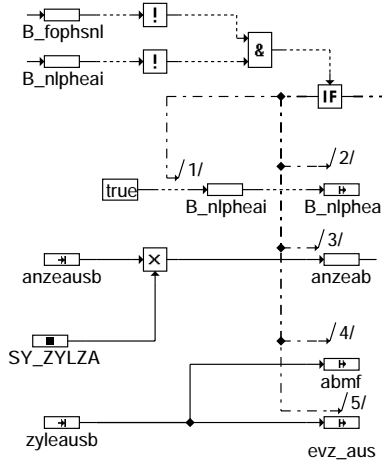 B_fophsnl
!
&
B_nlpheai
!
IF
1/
2/
true
B_nlpheai
B_nlphea
3/
anzeausb
×
anzeab
SY_ZYLZA
4/
abmf
5/
zyleausb
evz_aus